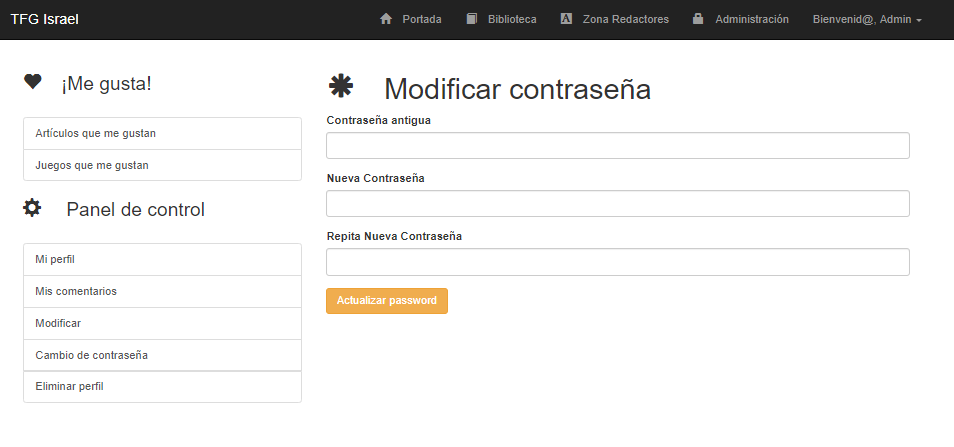 TFG Israel
Portada
Biblioteca
Zona Redactores
Administración
Bienvenid@, Admin
¡Me gusta!
Artículos que me gustan
Juegos que me gustan
Panel de control
Mi perfil
Mis comentarios
Modificar
Cambio de contraseña
Eliminar perfil
Modificar contraseña
Contraseña antigua
Nueva Contraseña
Repita Nueva Contraseña
Actualizar password